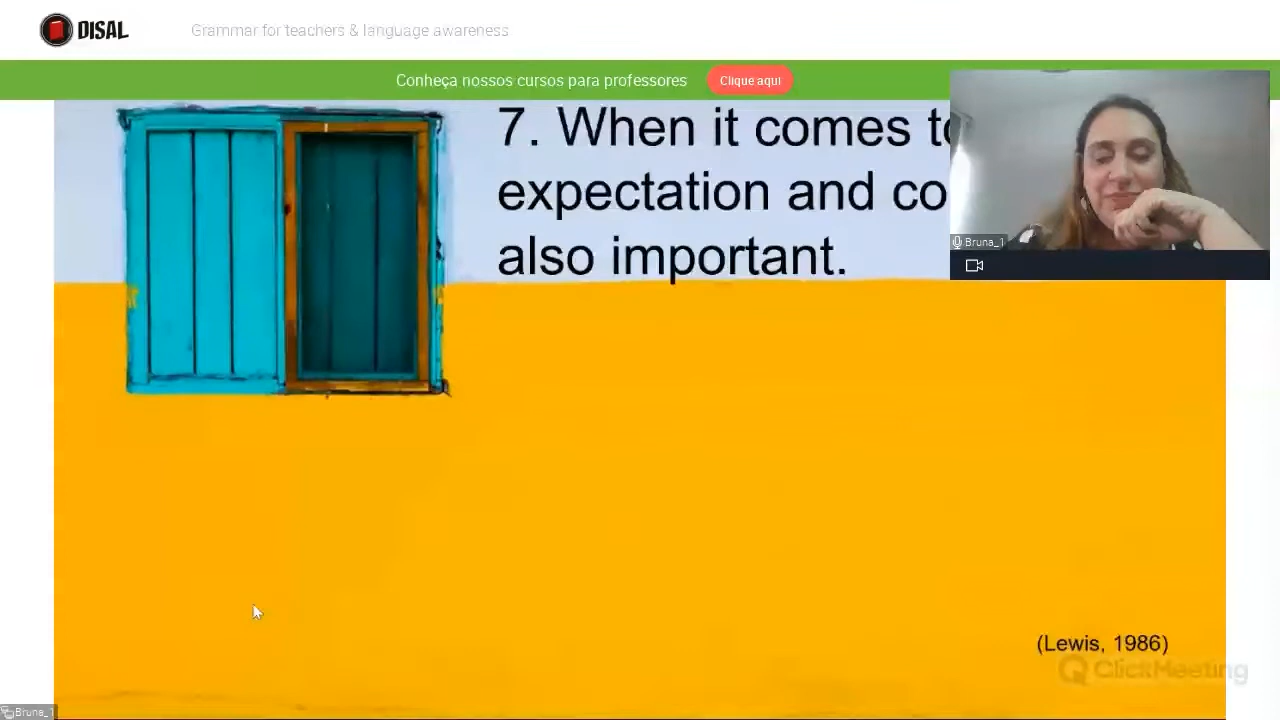 DISAL
Grammar for teachers & language awareness
Conheça nossos cursos para professores
Clique aqui
7. When it comes
expectation and
also important.
Bruna_1
(Lewis, 1986)
ClickMeeting
Bruna_1